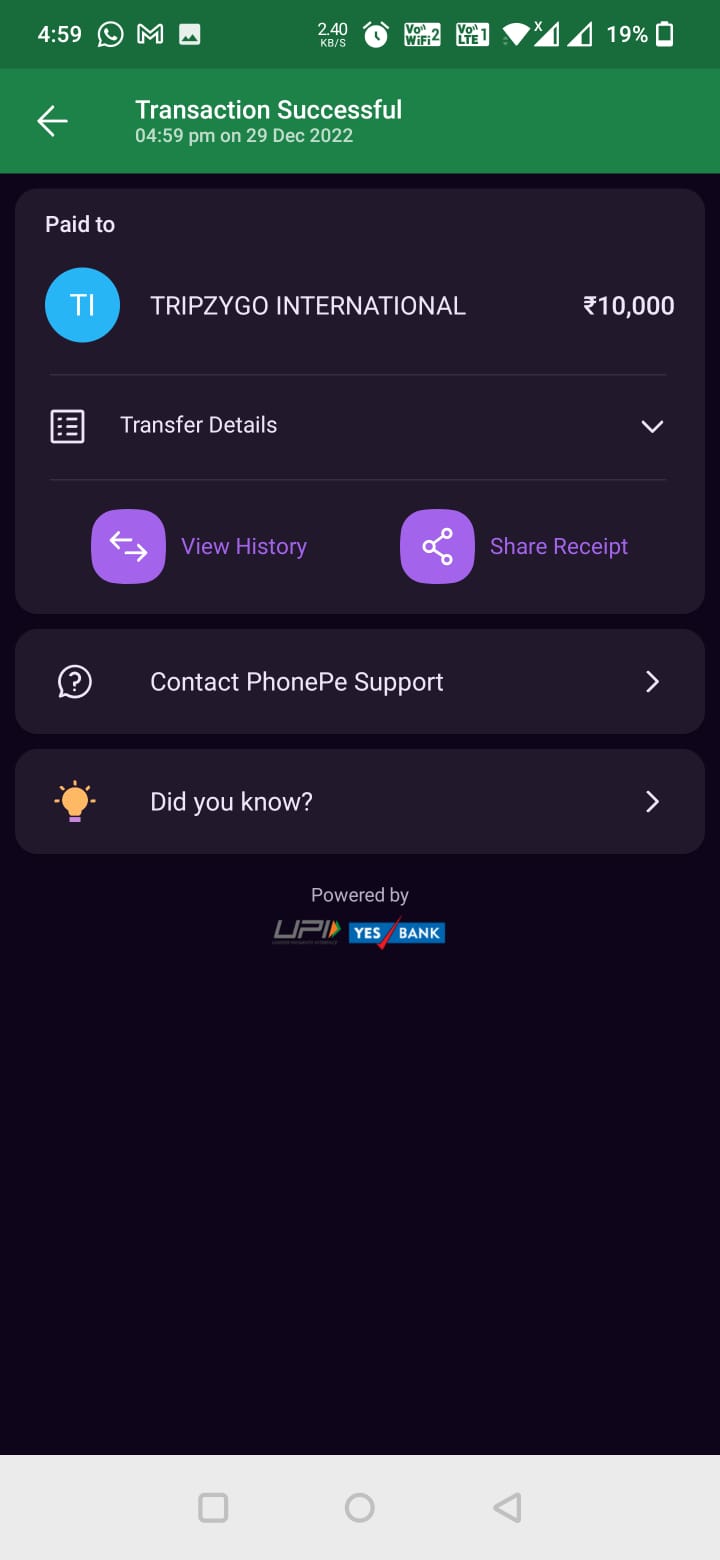 4:59 2.40 KB/S Vo)) WiFi 2 Vo)) LTE 1 X 19%
Transaction Successful
04:59 pm on 29 Dec 2022
Paid to
TI TRIPZYGO INTERNATIONAL ₹10,000
Transfer Details
View History Share Receipt
Contact PhonePe Support
Did you know?
Powered by
UPI YES BANK